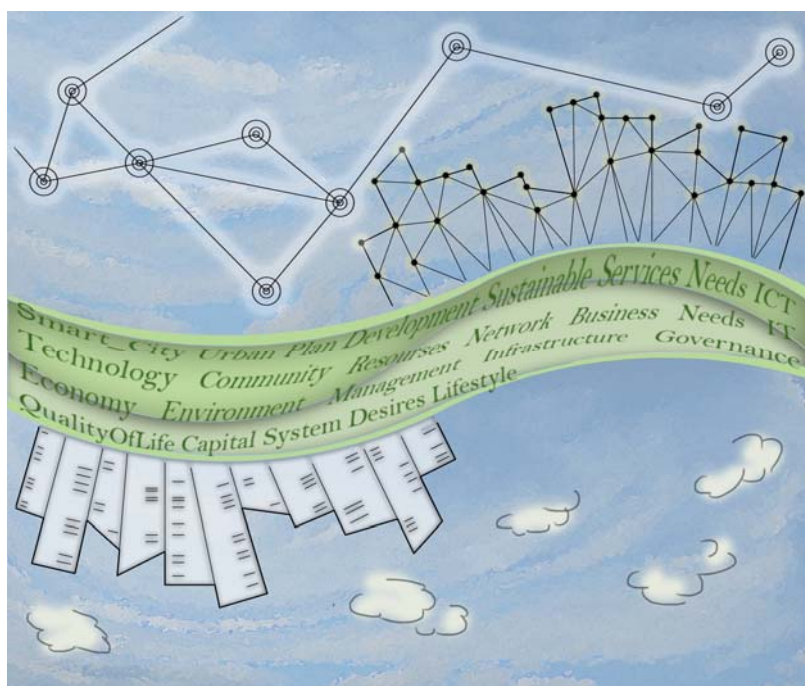 Smart_City Urban Plan Development Sustainable Services Needs ICT
Technology Community Resourses Network Business Needs IT
Economy Environment Management Infrastructure Governance
QualityOfLife Capital System Desires Lifestyle